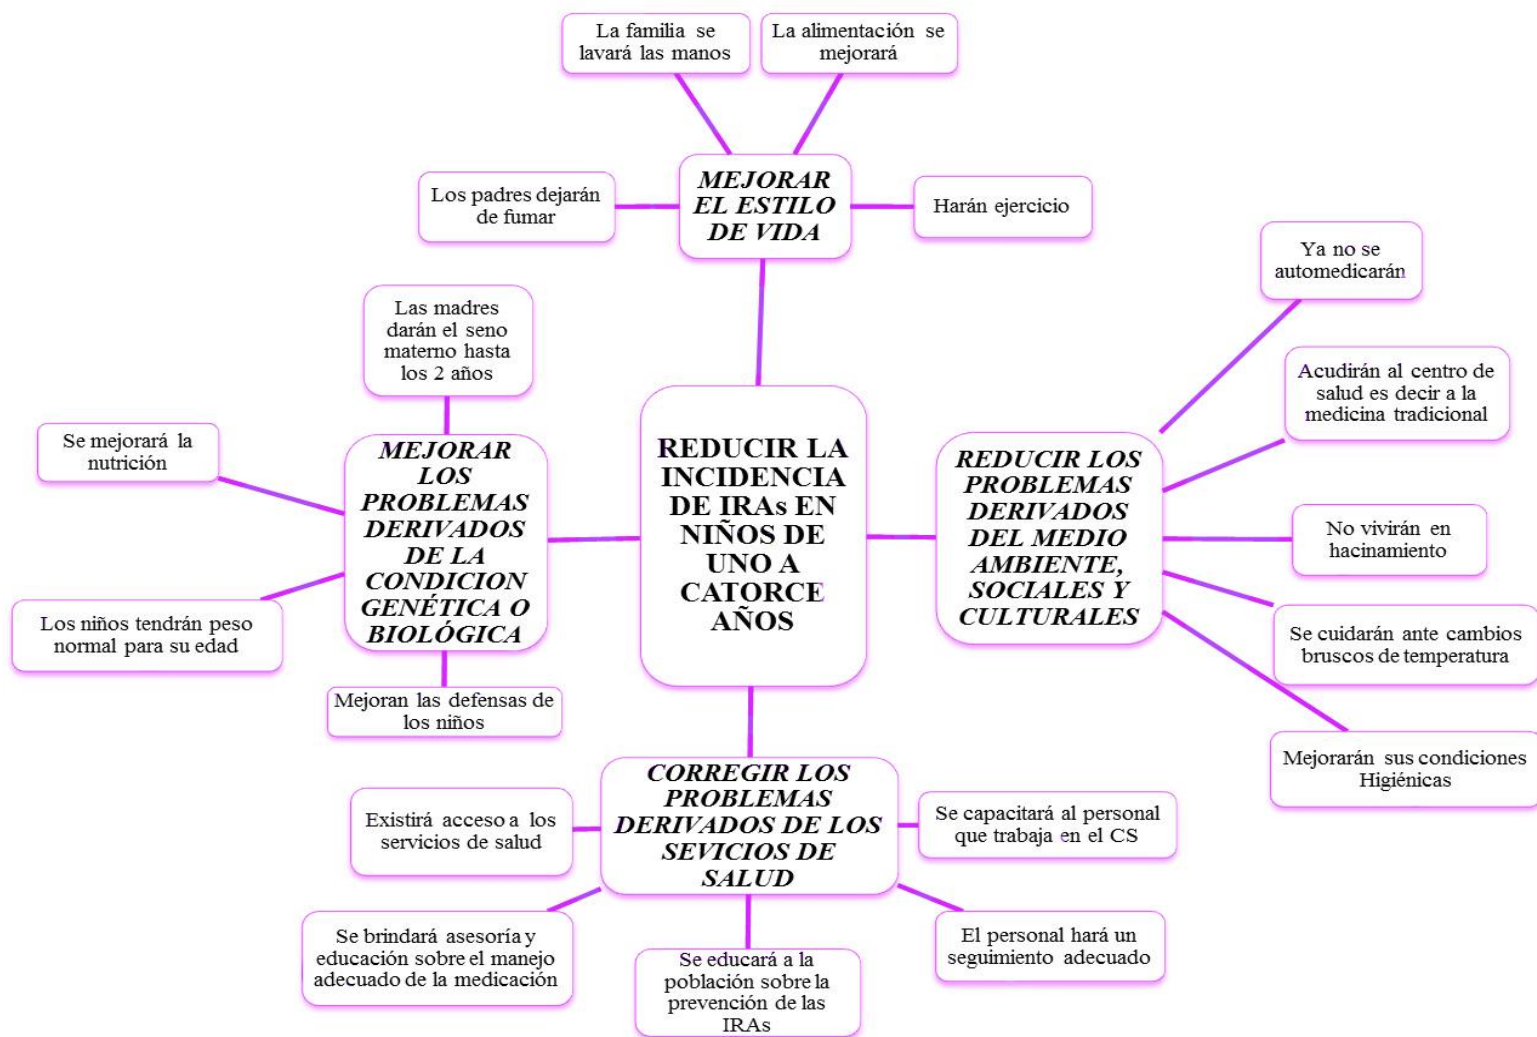 La familia se
lavará las manos
La alimentación se
mejorará
MEJORAR
EL ESTILO
DE VIDA
Los padres dejarán
de fumar
Harán ejercicio
Ya no se
automedicarán
Las madres
darán el seno
materno hasta
los 2 años
Acudirán al centro de
salud es decir a la
medicina tradicional
Se mejorará la
nutrición
MEJORAR
LOS
PROBLEMAS
DERIVADOS
DE LA
CONDICION
GENÉTICA O
BIOLÓGICA
REDUCIR LA
INCIDENCIA
DE IRAs EN
NIÑOS DE
UNO A
CATORCE
AÑOS
REDUCIR LOS
PROBLEMAS
DERIVADOS
DEL MEDIO
AMBIENTE,
SOCIALES Y
CULTURALES
No vivirán en
hacinamiento
Los niños tendrán peso
normal para su edad
Se cuidarán ante cambios
bruscos de temperatura
Mejoran las defensas de
los niños
Mejorarán sus condiciones
Higiénicas
CORREGIR LOS
PROBLEMAS
DERIVADOS DE LOS
SEVICIOS DE
SALUD
Existirá acceso a los
servicios de salud
Se capacitará al personal
que trabaja en el CS
Se brindará asesoría y
educación sobre el manejo
adecuado de la medicación
Se educará a la
población sobre la
prevención de las
IRAs
El personal hará un
seguimiento adecuado